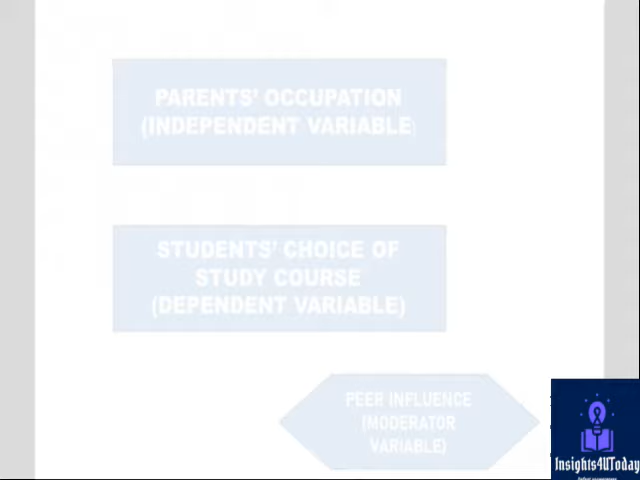 PARENTS' OCCUPATION
(INDEPENDENT VARIABLE)
STUDENTS' CHOICE OF
STUDY COURSE
(DEPENDENT VARIABLE)
PEER INFLUENCE
(MODERATOR
VARIABLE)
Insights4UToday